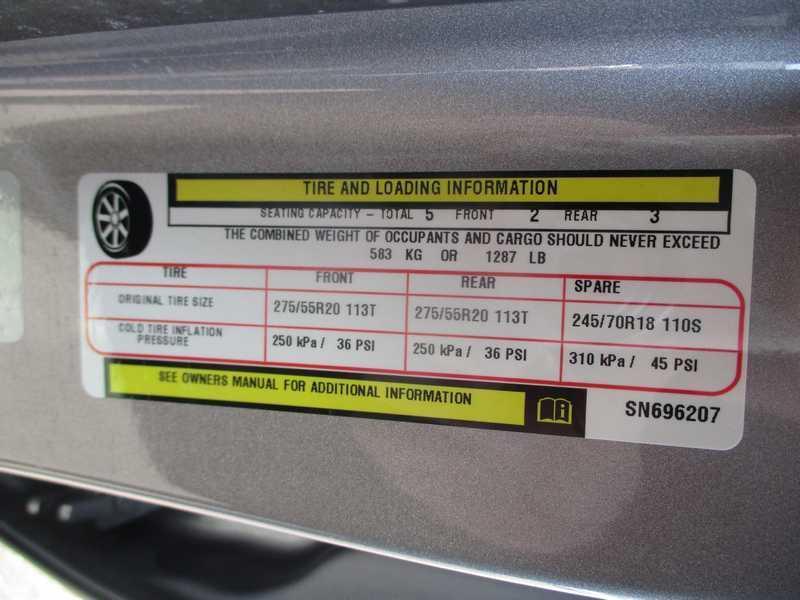 TIRE AND LOADING INFORMATION
SEATING CAPACITY – TOTAL 5 FRONT 2 REAR 3
THE COMBINED WEIGHT OF OCCUPANTS AND CARGO SHOULD NEVER EXCEED
583 KG OR 1287 LB
TIRE FRONT REAR SPARE
ORIGINAL TIRE SIZE 275/55R20 113T 275/55R20 113T 245/70R18 110S
COLD TIRE INFLATION
PRESSURE 250 kPa / 36 PSI 250 kPa / 36 PSI 310 kPa / 45 PSI
SEE OWNERS MANUAL FOR ADDITIONAL INFORMATION
SN696207